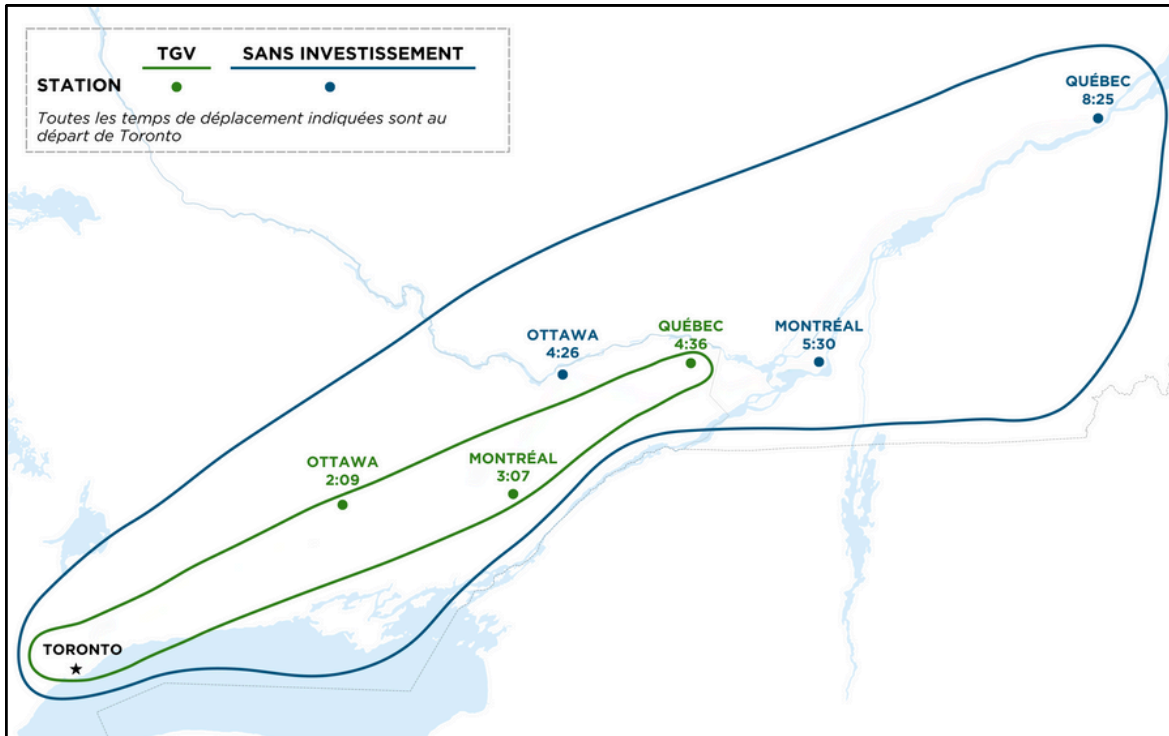 TGV SANS INVESTISSEMENT
STATION
Toutes les temps de déplacement indiquées sont au
départ de Toronto
QUÉBEC
8:25
OTTAWA
4:26
QUÉBEC
4:36
MONTRÉAL
5:30
OTTAWA
2:09
MONTRÉAL
3:07
TORONTO